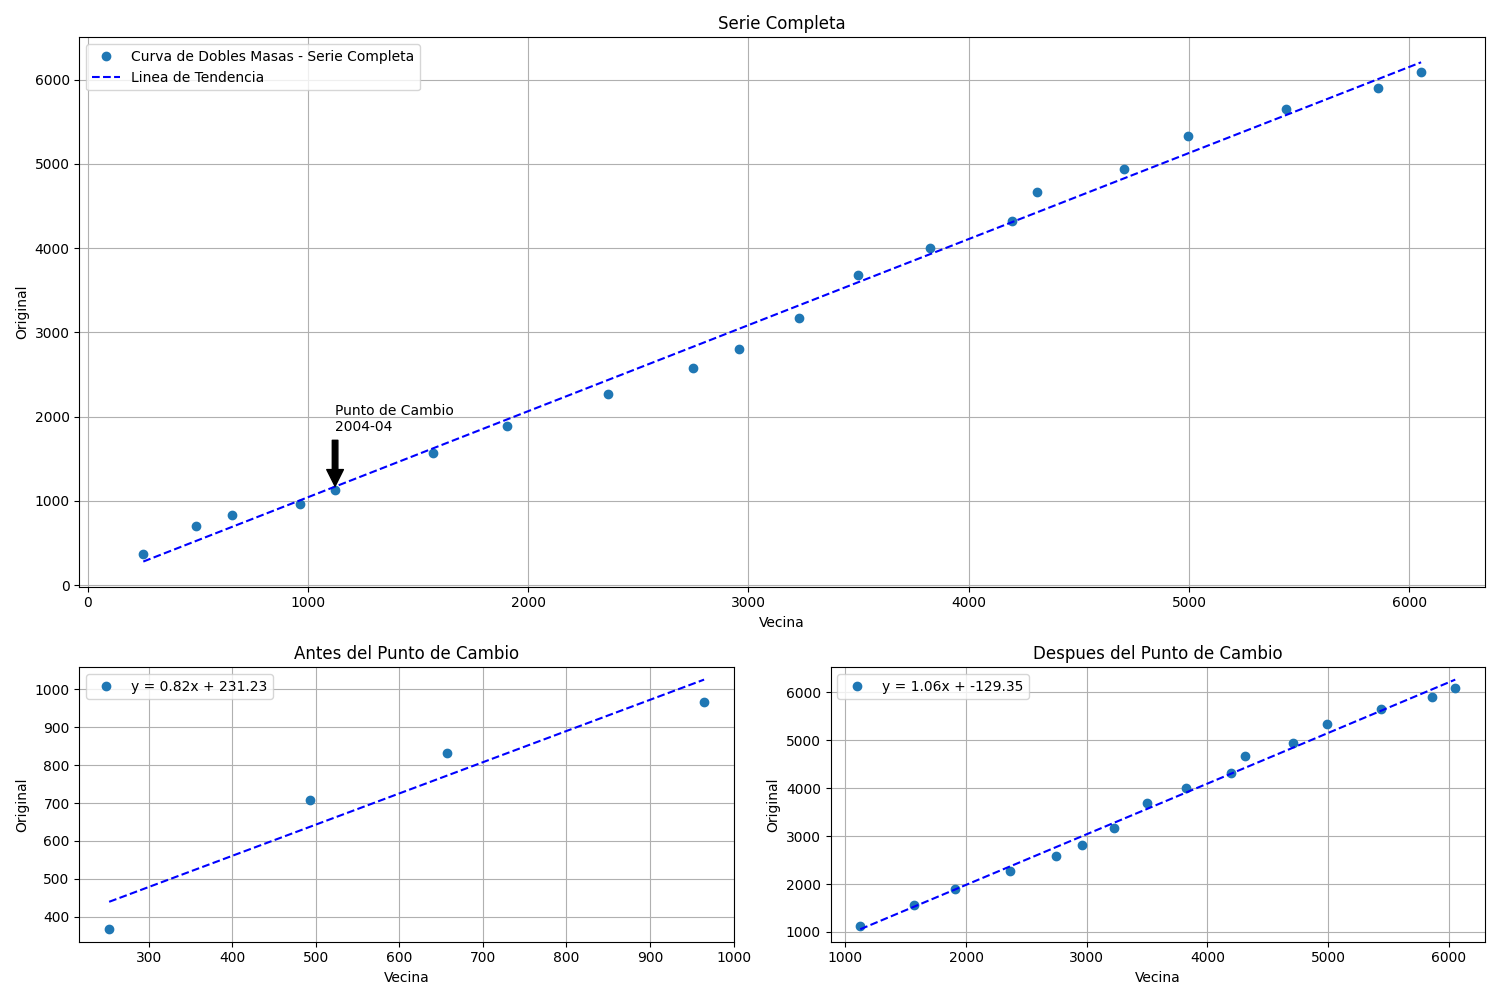 Serie Completa
Curva de Dobles Masas - Serie Completa
Linea de Tendencia
6000
5000
4000
3000
2000
1000
0
Original
Punto de Cambio
2004-04
0 1000 2000 3000 4000 5000 6000
Vecina
Antes del Punto de Cambio
y = 0.82x + 231.23
1000
900
800
700
600
500
400
Original
300 400 500 600 700 800 900 1000
Vecina
Despues del Punto de Cambio
y = 1.06x + -129.35
6000
5000
4000
3000
2000
1000
Original
1000 2000 3000 4000 5000 6000
Vecina